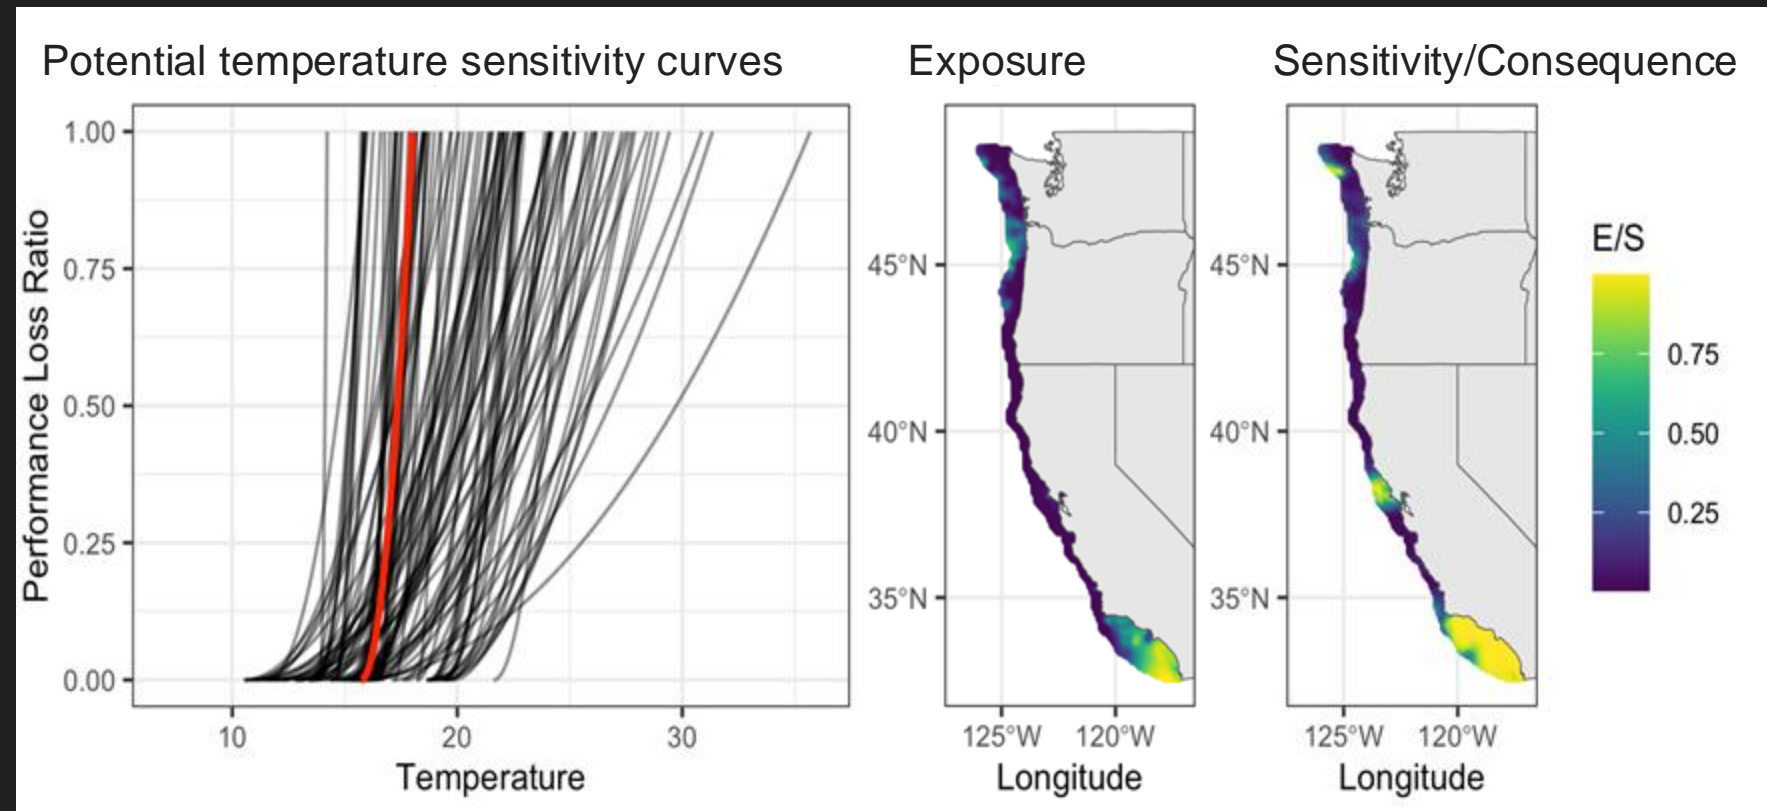 Potential temperature sensitivity curves
Exposure
Sensitivity/Consequence
Performance Loss Ratio
1.00
0.75
0.50
0.25
0.00
10
20
30
Temperature
45°N
40°N
35°N
125°W
120°W
Longitude
45°N
40°N
35°N
125°W
120°W
Longitude
E/S
0.75
0.50
0.25